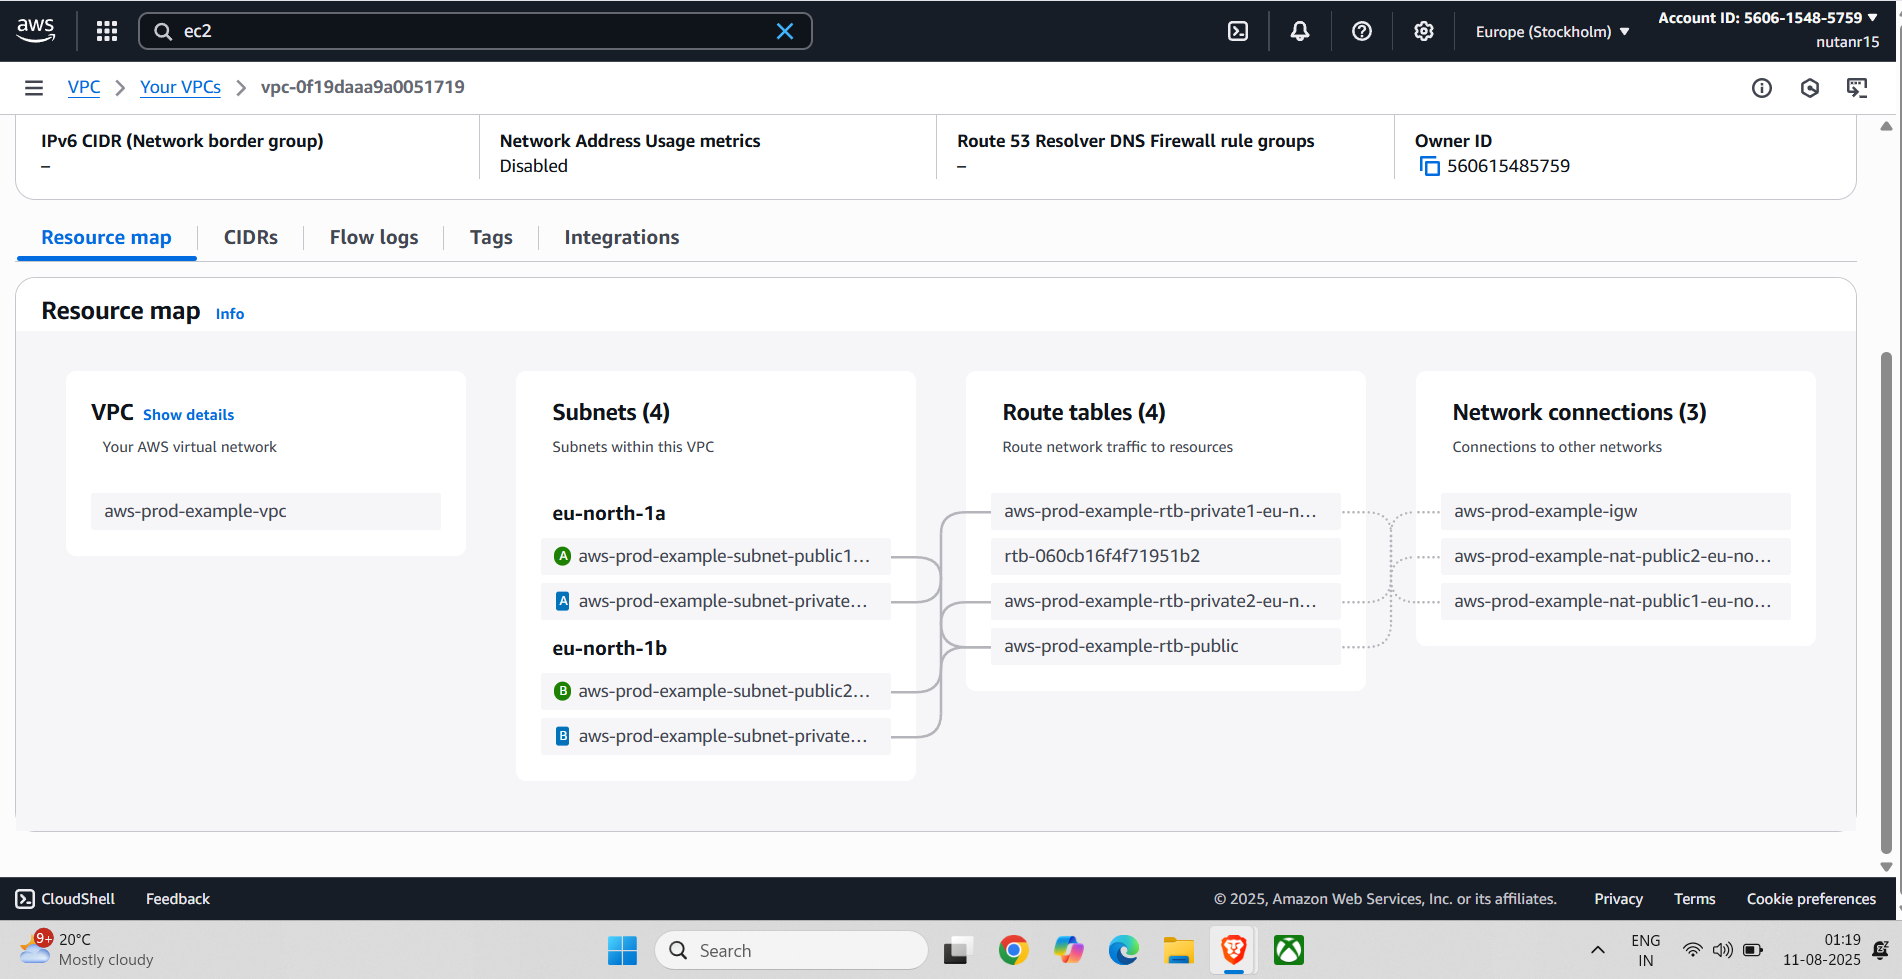 aws
ec2
Europe (Stockholm)
Account ID: 5606-1548-5759
nutanr15
VPC
Your VPCs
vpc-0f19daaa9a0051719
IPv6 CIDR (Network border group)
–
Network Address Usage metrics
Disabled
Route 53 Resolver DNS Firewall rule groups
–
Owner ID
560615485759
Resource map
CIDRs
Flow logs
Tags
Integrations
Resource map Info
VPC Show details
Your AWS virtual network
aws-prod-example-vpc
Subnets (4)
Subnets within this VPC
eu-north-1a
A aws-prod-example-subnet-public1...
A aws-prod-example-subnet-private...
eu-north-1b
B aws-prod-example-subnet-public2...
B aws-prod-example-subnet-private...
Route tables (4)
Route network traffic to resources
aws-prod-example-rtb-private1-eu-n...
rtb-060cb16f4f71951b2
aws-prod-example-rtb-private2-eu-n...
aws-prod-example-rtb-public
Network connections (3)
Connections to other networks
aws-prod-example-igw
aws-prod-example-nat-public2-eu-no...
aws-prod-example-nat-public1-eu-no...
CloudShell
Feedback
© 2025, Amazon Web Services, Inc. or its affiliates.
Privacy
Terms
Cookie preferences
9+
20°C
Mostly cloudy
Search
ENG
IN
01:19
11-08-2025